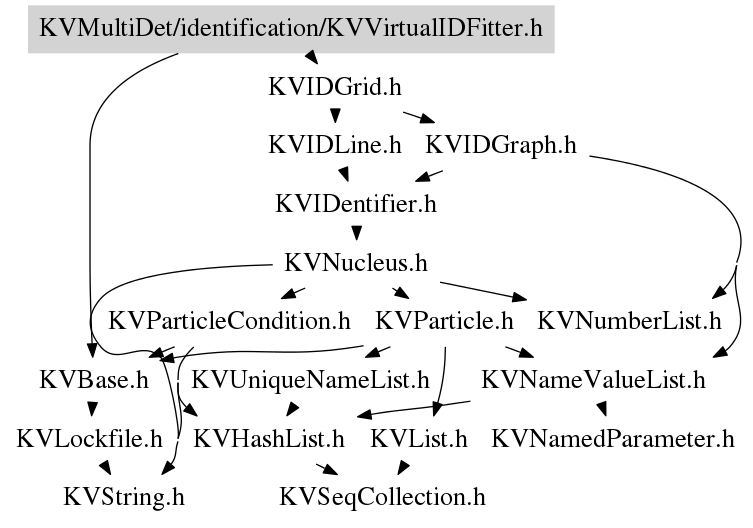 KVMultiDet/identification/KVVirtualIDFitter.h
KVIDGrid.h
KVIDLine.h
KVIDGraph.h
KVIDentifier.h
KVNucleus.h
KVParticleCondition.h
KVParticle.h
KVNumberList.h
KVBase.h
KVUniqueNameList.h
KVNameValueList.h
KVLockfile.h
KVHashList.h
KVList.h
KVNamedParameter.h
KVString.h
KVSeqCollection.h